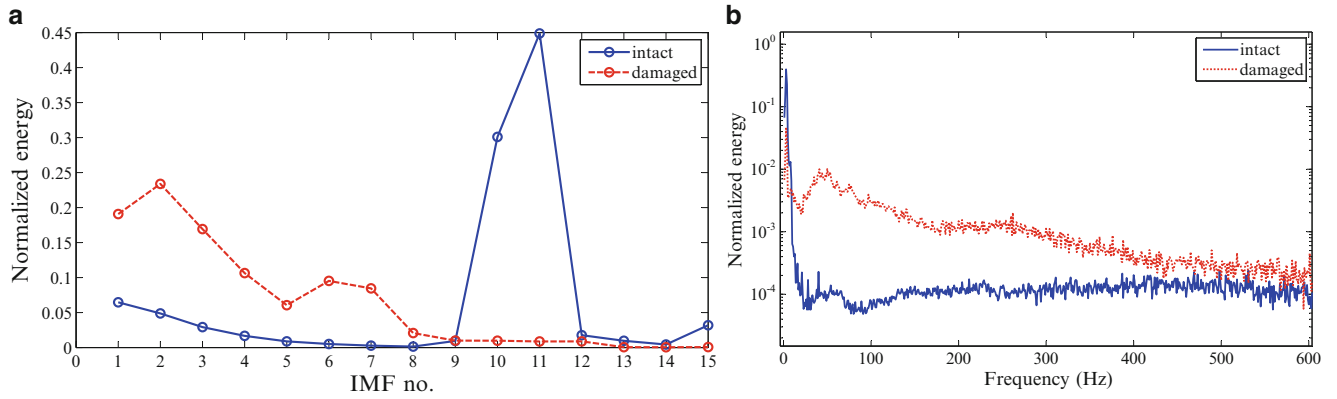 a
Normalized energy
0.45
0.4
0.35
0.3
0.25
0.2
0.15
0.1
0.05
0
0 1 2 3 4 5 6 7 8 9 10 11 12 13 14 15
IMF no.
intact
damaged
b
Normalized energy
10^0
10^-1
10^-2
10^-3
10^-4
0 100 200 300 400 500 600
Frequency (Hz)
intact
damaged